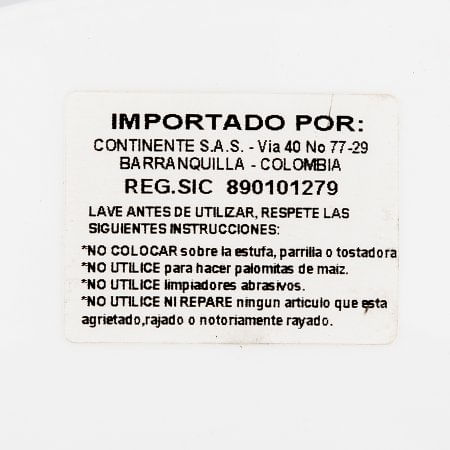 IMPORTADO POR:
CONTINENTE S.A.S. - Via 40 No 77-29
BARRANQUILLA - COLOMBIA
REG.SIC 890101279
LAVE ANTES DE UTILIZAR, RESPETE LAS
SIGUIENTES INSTRUCCIONES:
*NO COLOCAR sobre la estufa, parrilla o tostadora
*NO UTILICE para hacer palomitas de maíz.
*NO UTILICE limpiadores abrasivos.
*NO UTILICE NI REPARE ningun articulo que esta
agrietado,rajado o notoriamente rayado.